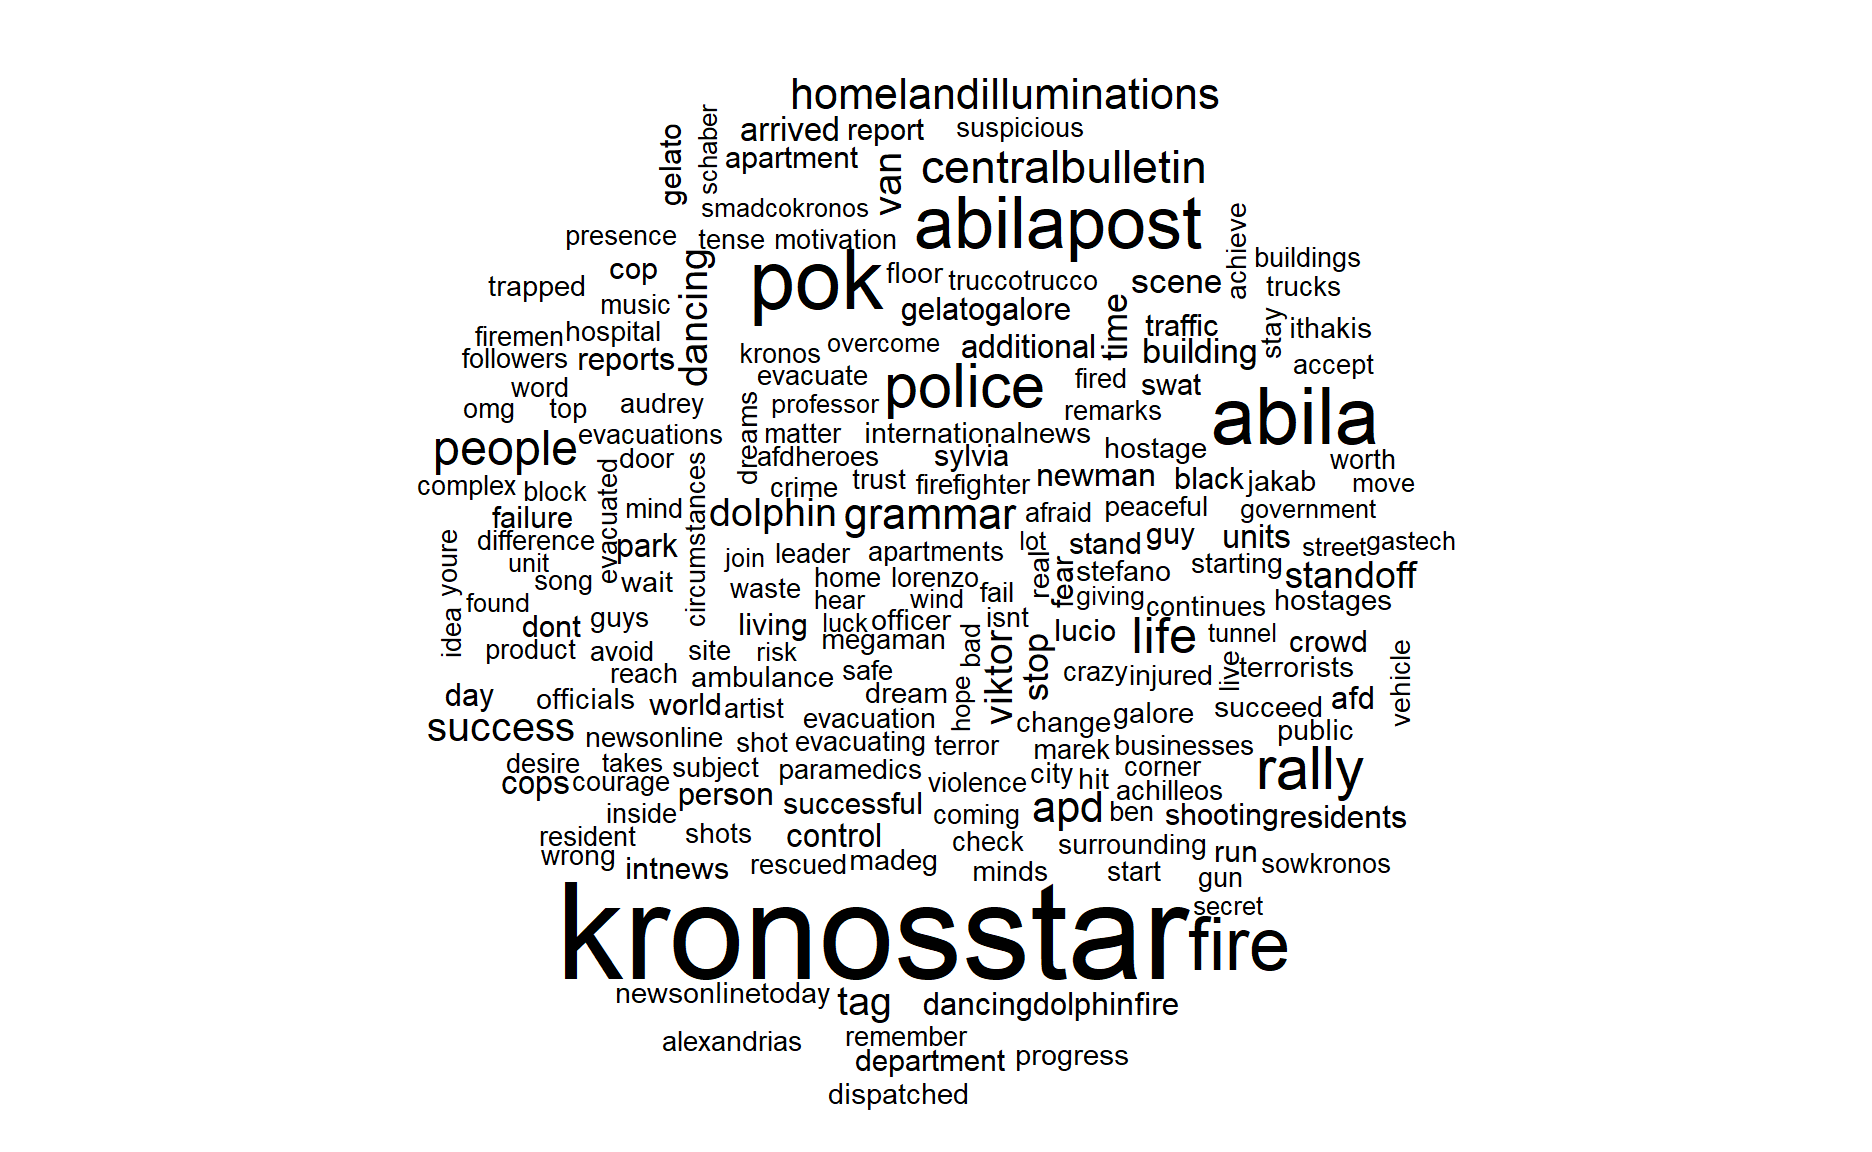 homelandilluminations
gelato
schaber
arrived
report
suspicious
apartment
van
centralbulletin
smadcokronos
abilapost
presence
tense
motivation
achieve
buildings
trapped
cop
dancing
pok
floor
truccotrucco
scene
trucks
music
gelatogalore
time
traffic
stay
ithakis
firemen
hospital
followers
reports
kronos
overcome
additional
building
accept
word
evacuate
police
fired
swat
omg
top
audrey
dreams
professor
remarks
abila
people
evacuations
matter
internationalnews
hostage
door
afdheroes
sylvia
worth
complex
block
evacuated
circumstances
crime
trust
firefighter
newman
black
jakab
move
failure
mind
dolphin
grammar
afraid
peaceful
government
difference
park
join
leader
apartments
lot
stand
guy
units
street
gastech
youre
unit
song
wait
waste
home
lorenzo
fail
real
fear
stefano
starting
standoff
found
hear
wind
giving
continues
hostages
idea
dont
guys
living
luck
officer
isnt
lucio
life
tunnel
crowd
product
avoid
site
risk
megaman
bad
viktor
stop
reach
ambulance
safe
crazy
injured
live
terrorists
vehicle
day
officials
world
artist
dream
hope
change
galore
succeed
afd
success
newsonline
shot
evacuation
evacuating
terror
marek
businesses
public
desire
takes
subject
paramedics
violence
city
hit
corner
rally
cops
courage
person
successful
achilleos
inside
coming
apd
ben
shooting
residents
resident
shots
control
check
surrounding
run
wrong
intnews
rescued
madeg
minds
start
gun
sowkronos
kronosstar
secret
fire
newsonlinetoday
tag
dancingdolphinfire
alexandrias
remember
department
progress
dispatched